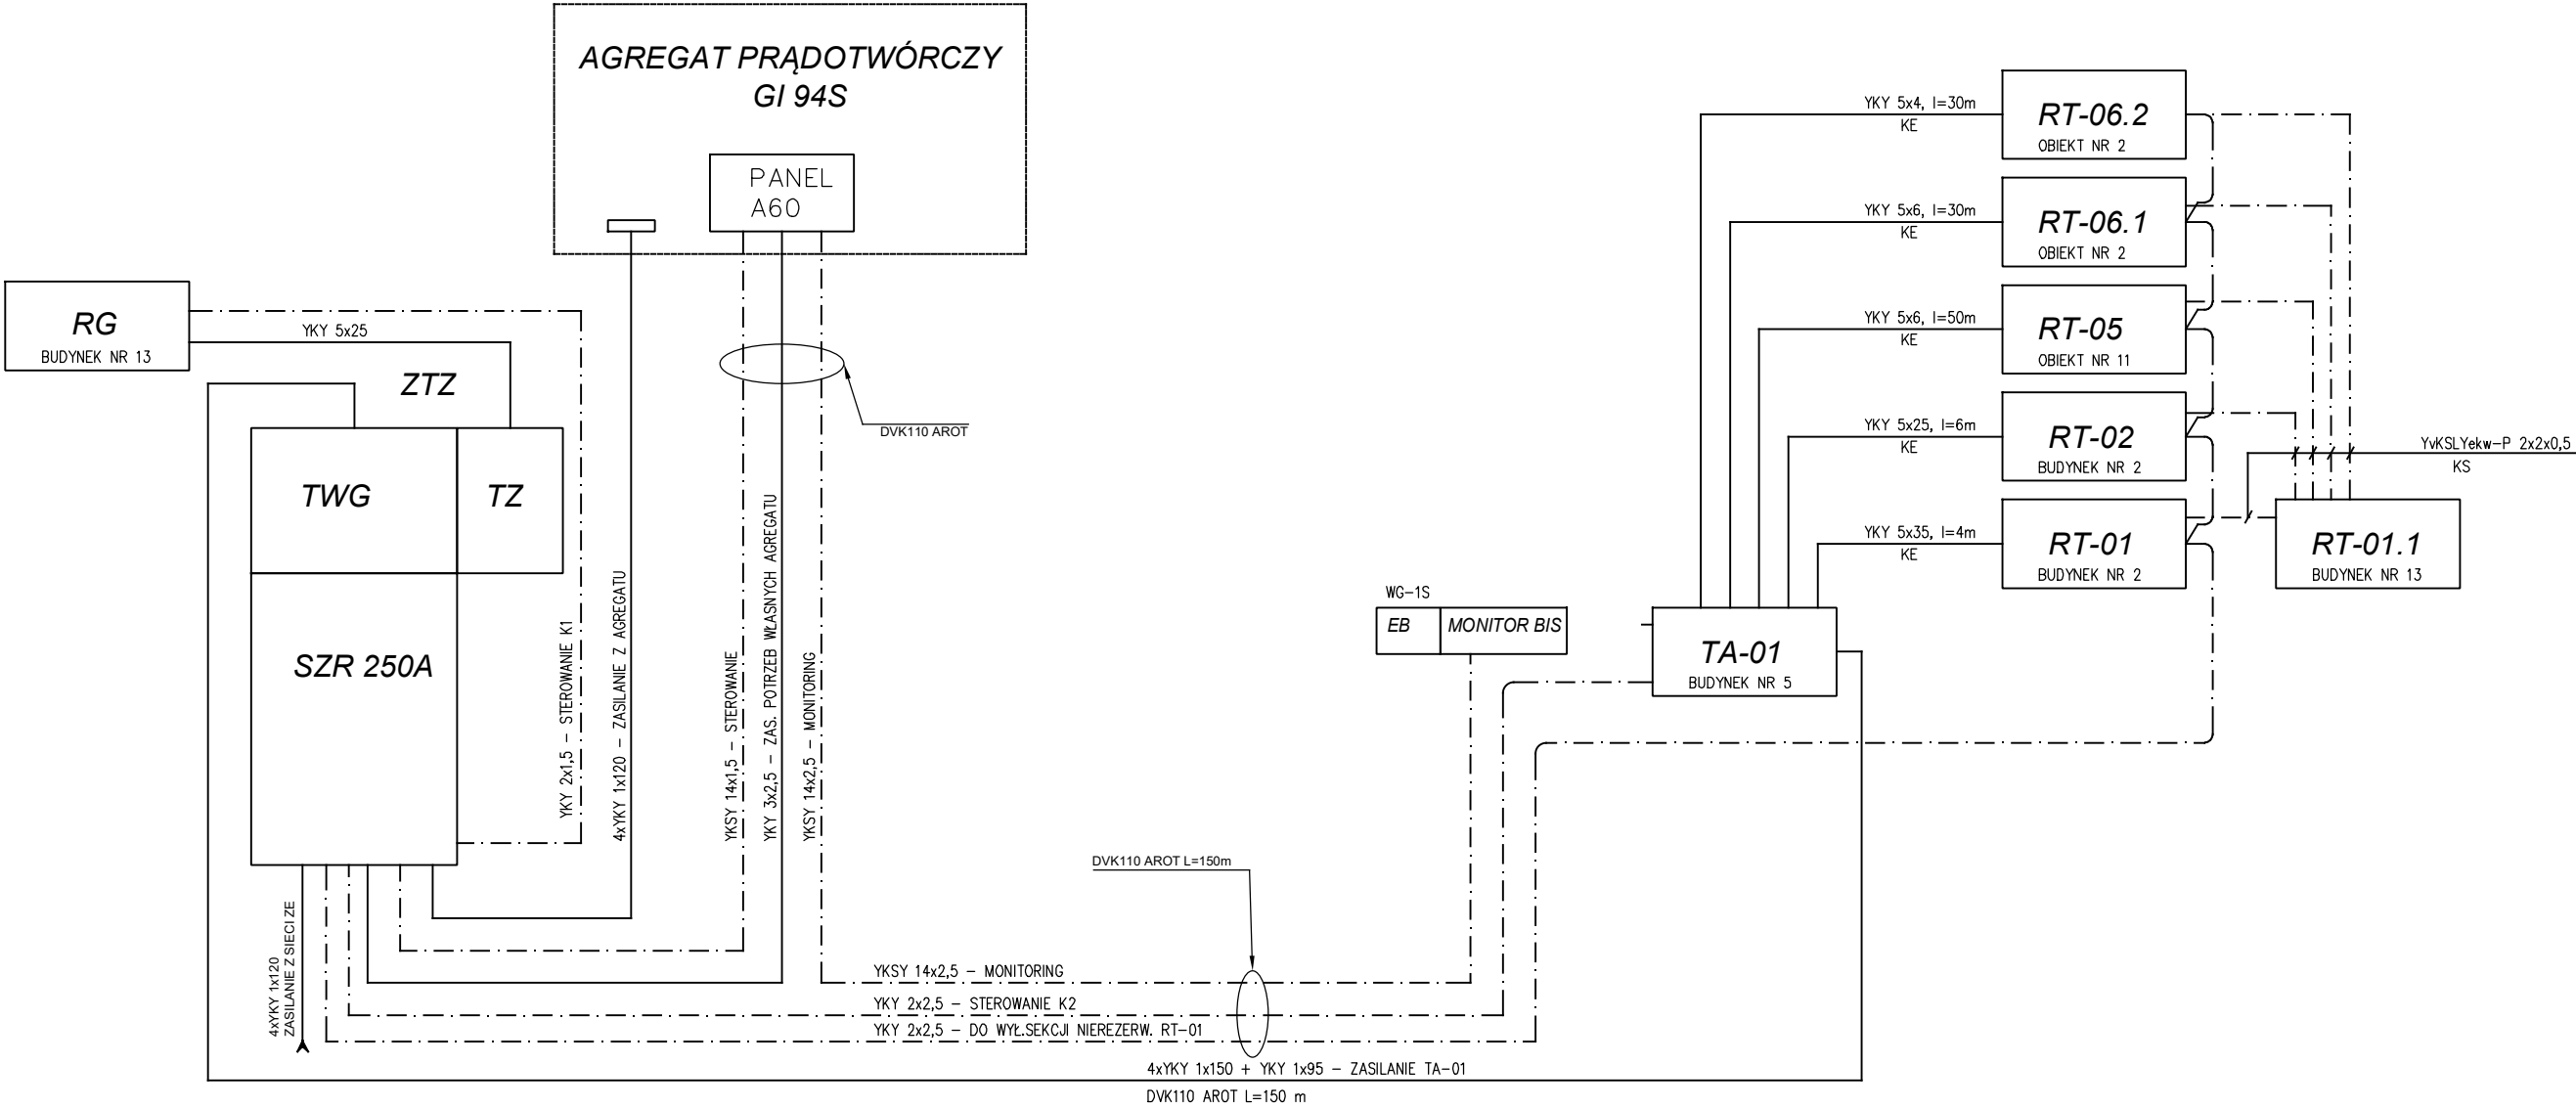 AGREGAT PRĄDOTWÓRCZY
GI 94S
PANEL
A60
RG
BUDYNEK NR 13
YKY 5x25
ZTZ
TWG
TZ
SZR 250A
YKY 2x1,5 – STEROWANIE K1
4xYKY 1x120 – ZASILANIE Z AGREGATU
YKSY 14x1,5 – STEROWANIE
YKY 3x2,5 – ZAS. POTRZEB WŁASNYCH AGREGATU
YKSY 14x2,5 – MONITORING
DVK110 AROT
4xYKY 1x120
ZASILANIE Z SIECI ZE
DVK110 AROT L=150m
YKSY 14x2,5 – MONITORING
YKY 2x2,5 – STEROWANIE K2
YKY 2x2,5 – DO WYŁ.SEKCJI NIEREZERW. RT–01
4xYKY 1x150 + YKY 1x95 – ZASILANIE TA–01
DVK110 AROT L=150 m
WG–1S
EB
MONITOR BIS
TA-01
BUDYNEK NR 5
YKY 5x4, l=30m
KE
RT-06.2
OBIEKT NR 2
YKY 5x6, l=30m
KE
RT-06.1
OBIEKT NR 2
YKY 5x6, l=50m
KE
RT-05
OBIEKT NR 11
YKY 5x25, l=6m
KE
RT-02
BUDYNEK NR 2
YKY 5x35, l=4m
KE
RT-01
BUDYNEK NR 2
YvKSLYekw–P 2x2x0,5
KS
RT-01.1
BUDYNEK NR 13